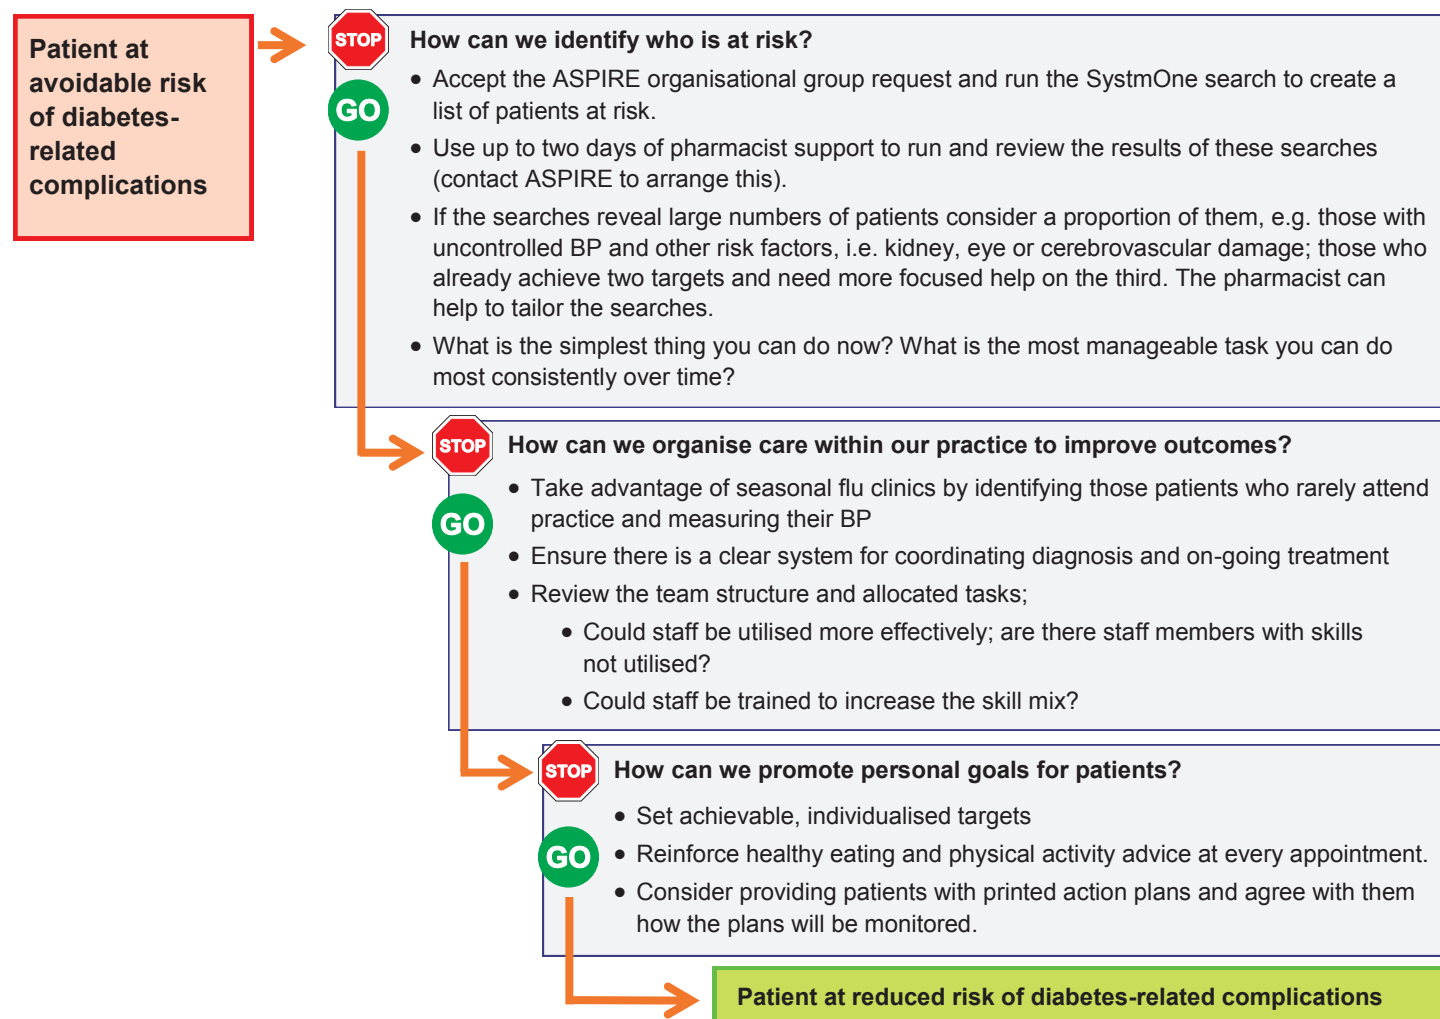 Patient at
avoidable risk
of diabetes-
related
complications
STOP
GO
How can we identify who is at risk?
• Accept the ASPIRE organisational group request and run the SystmOne search to create a
list of patients at risk.
• Use up to two days of pharmacist support to run and review the results of these searches
(contact ASPIRE to arrange this).
• If the searches reveal large numbers of patients consider a proportion of them, e.g. those with
uncontrolled BP and other risk factors, i.e. kidney, eye or cerebrovascular damage; those who
already achieve two targets and need more focused help on the third. The pharmacist can
help to tailor the searches.
• What is the simplest thing you can do now? What is the most manageable task you can do
most consistently over time?
STOP
GO
How can we organise care within our practice to improve outcomes?
• Take advantage of seasonal flu clinics by identifying those patients who rarely attend
practice and measuring their BP
• Ensure there is a clear system for coordinating diagnosis and on-going treatment
• Review the team structure and allocated tasks;
• Could staff be utilised more effectively; are there staff members with skills
not utilised?
• Could staff be trained to increase the skill mix?
STOP
GO
How can we promote personal goals for patients?
• Set achievable, individualised targets
• Reinforce healthy eating and physical activity advice at every appointment.
• Consider providing patients with printed action plans and agree with them
how the plans will be monitored.
Patient at reduced risk of diabetes-related complications